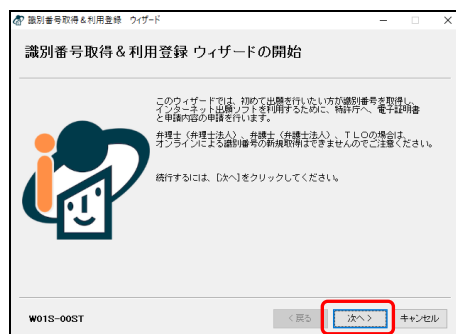 識別番号取得&利用登録 ウィザード
識別番号取得&利用登録 ウィザードの開始
このウィザードでは、初めて出願を行いたい方が識別番号を取得し、
インターネット出願ソフトを利用するために、特許庁へ、電子証明書
と申請内容の申請を行います。
弁理士(弁理士法人)、弁護士(弁護士法人)、TLOの場合は、
オンラインによる識別番号の新規取得はできませんのでご注意ください。
続行するには、[次へ]をクリックしてください。
W01S-00ST
<戻る
次へ>
キャンセル